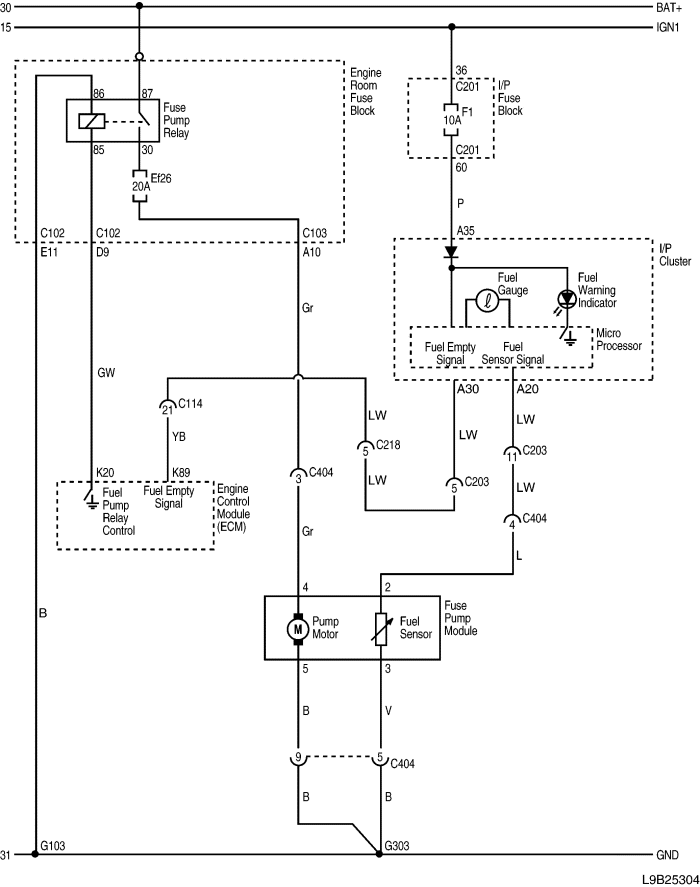 30
BAT+
15
IGN1
36
C201
I/P
Fuse
Block
F1
10A
C201
60
Engine
Room
Fuse
Block
86
87
Fuse
Pump
Relay
85
30
Ef26
20A
P
C102
C102
C103
E11
D9
A10
A35
I/P
Cluster
Fuel
Gauge
ℓ
Fuel
Warning
Indicator
Micro
Processor
Fuel Empty
Signal
Fuel
Sensor Signal
A30
A20
Gr
GW
21
C114
YB
LW
5
C218
LW
LW
5
C203
LW
11
C203
LW
4
C404
L
3
C404
Gr
K20
K89
Fuel
Pump
Relay
Control
Fuel Empty
Signal
Engine
Control
Module
(ECM)
B
4
2
M
Pump
Motor
Fuel
Sensor
Fuse
Pump
Module
5
3
B
V
9
5
C404
B
B
31
G103
G303
GND
L9B25304